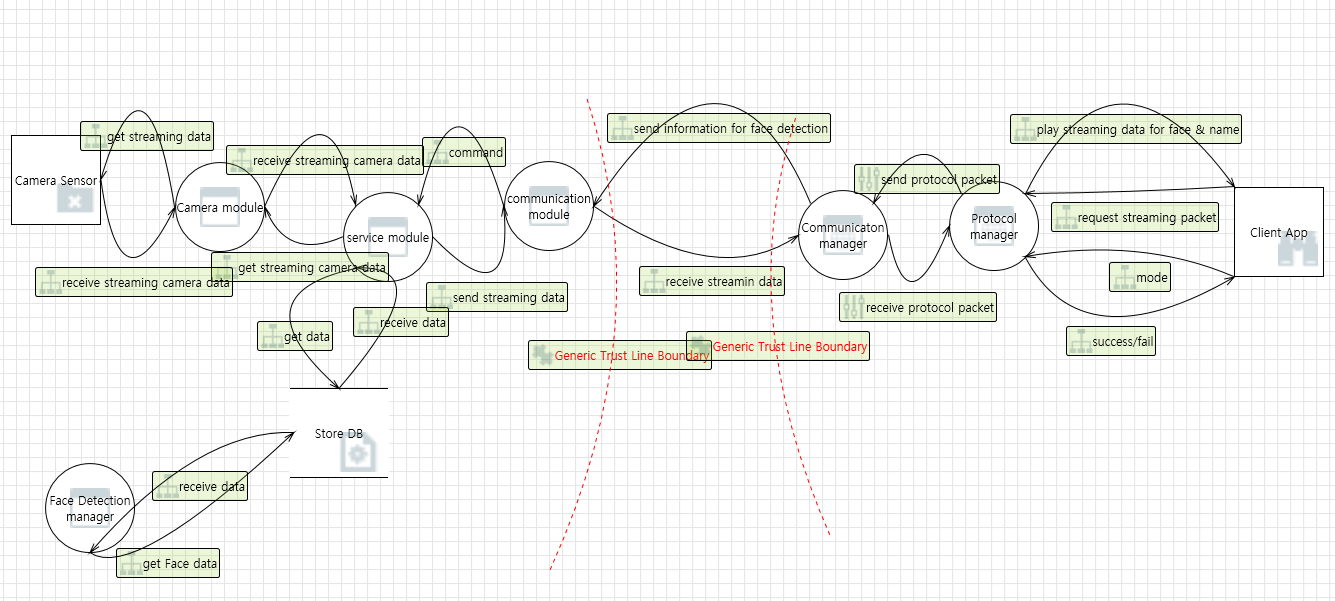 get streaming data
send information for face detection
play streaming data for face & name
command
receive streaming camera data
Camera Sensor
send protocol packet
Camera module
communication
module
request streaming packet
Communicaton
manager
Protocol
manager
Client App
service module
get streaming camera data
receive streaming camera data
receive streamin data
mode
send streaming data
receive protocol packet
receive data
get data
success/fail
Generic Trust Line Boundary
Generic Trust Line Boundary
Store DB
receive data
Face Detection
manager
get Face data